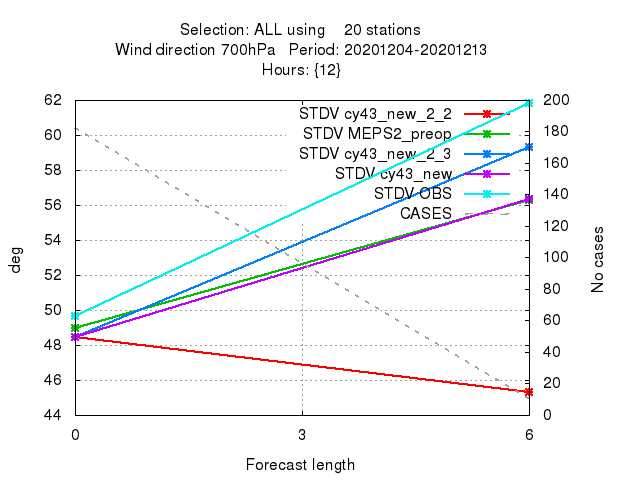 Selection: ALL using    20 stations
Wind direction 700hPa   Period: 20201204-20201213
Hours: {12}
STDV cy43_new_2_2
STDV MEPS2_preop
STDV cy43_new_2_3
STDV cy43_new
STDV OBS
CASES
62
60
58
56
54
52
50
48
46
44
deg
200
180
160
140
120
100
80
60
40
20
0
No cases
0
3
6
Forecast length